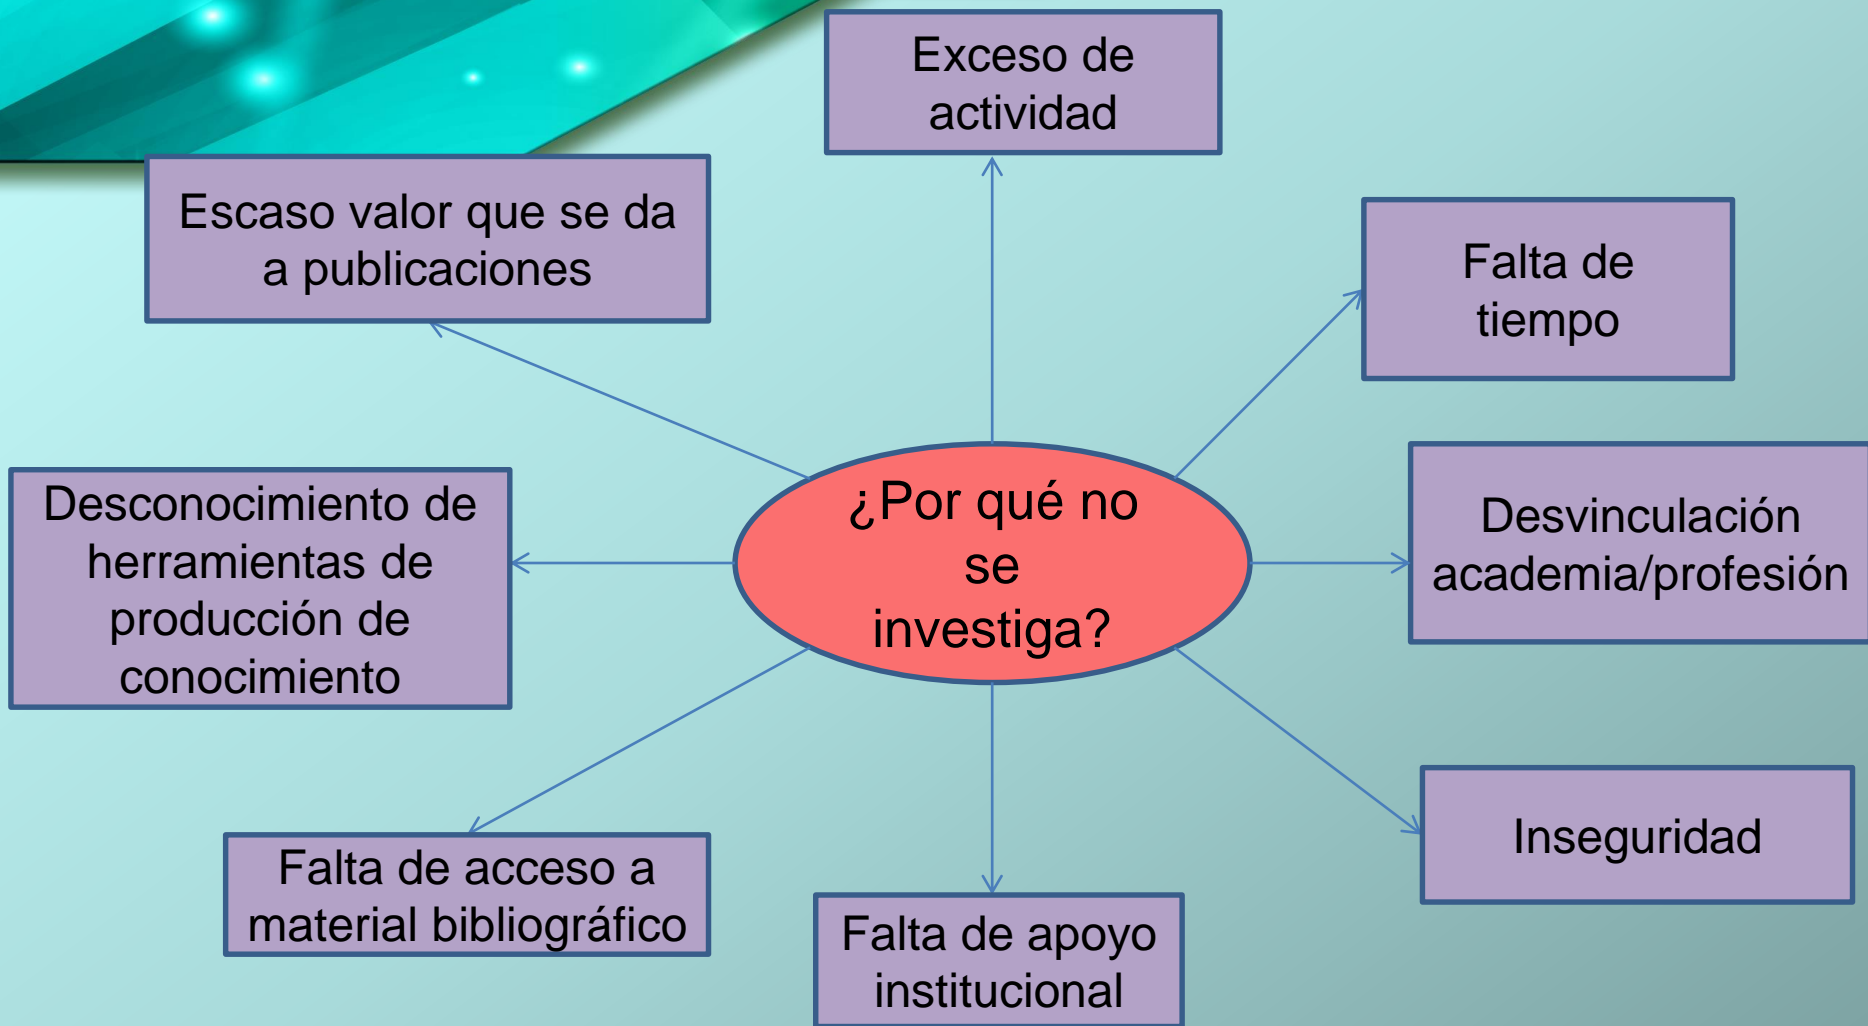 Exceso de
actividad
Escaso valor que se da
a publicaciones
Falta de
tiempo
¿Por qué no
se
investiga?
Desconocimiento de
herramientas de
producción de
conocimiento
Desvinculación
academia/profesión
Inseguridad
Falta de acceso a
material bibliográfico
Falta de apoyo
institucional